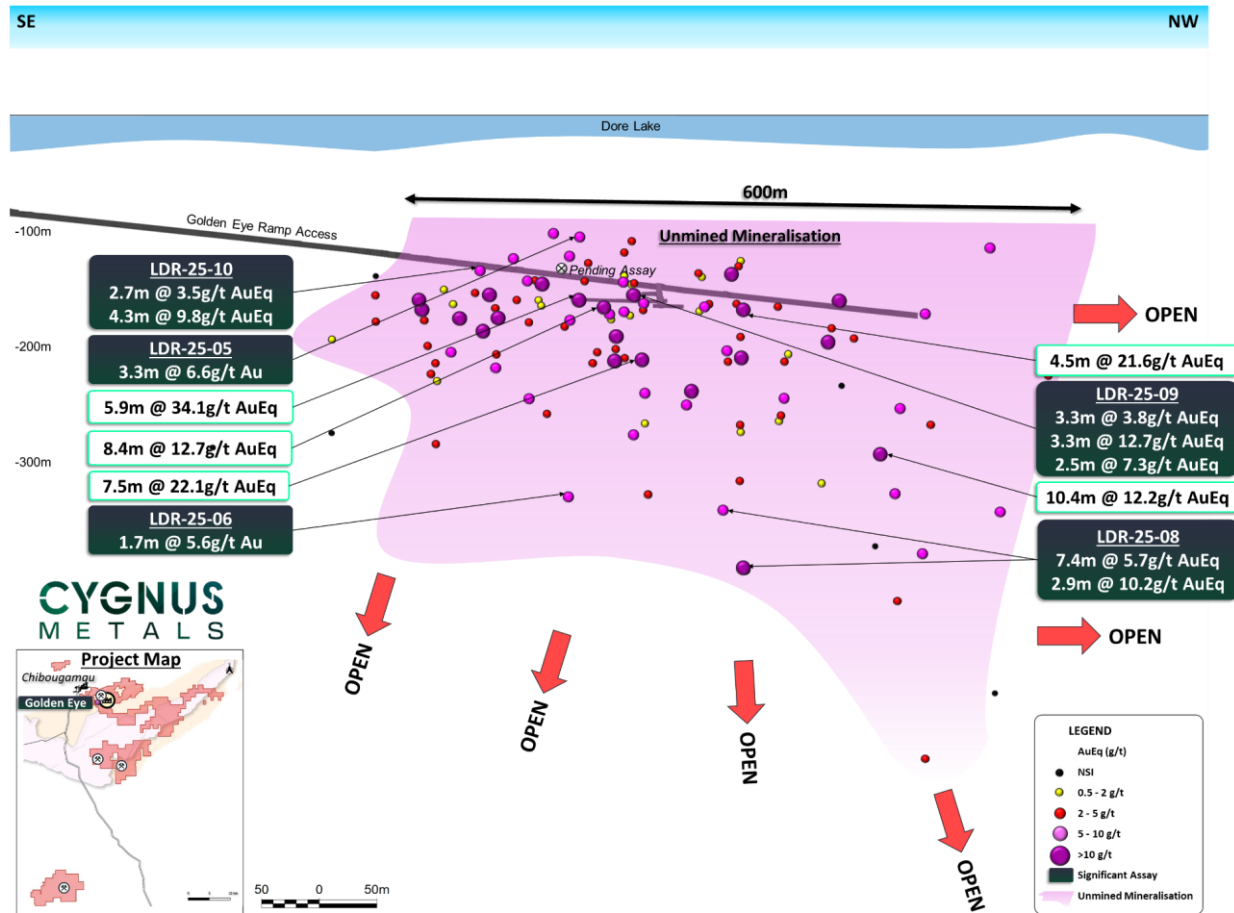 SE
NW
Dore Lake
600m
Golden Eye Ramp Access
Unmined Mineralisation
-100m
-200m
-300m
Pending Assay
LDR-25-10
2.7m @ 3.5g/t AuEq
4.3m @ 9.8g/t AuEq
LDR-25-05
3.3m @ 6.6g/t Au
5.9m @ 34.1g/t AuEq
8.4m @ 12.7g/t AuEq
7.5m @ 22.1g/t AuEq
LDR-25-06
1.7m @ 5.6g/t Au
OPEN
4.5m @ 21.6g/t AuEq
LDR-25-09
3.3m @ 3.8g/t AuEq
3.3m @ 12.7g/t AuEq
2.5m @ 7.3g/t AuEq
10.4m @ 12.2g/t AuEq
LDR-25-08
7.4m @ 5.7g/t AuEq
2.9m @ 10.2g/t AuEq
OPEN
OPEN
OPEN
OPEN
OPEN
CYGNUS
METALS
Project Map
Chibougamau
Golden Eye
50
0
50m
LEGEND
AuEq (g/t)
NSI
0.5 - 2 g/t
2 - 5 g/t
5 - 10 g/t
>10 g/t
Significant Assay
Unmined Mineralisation